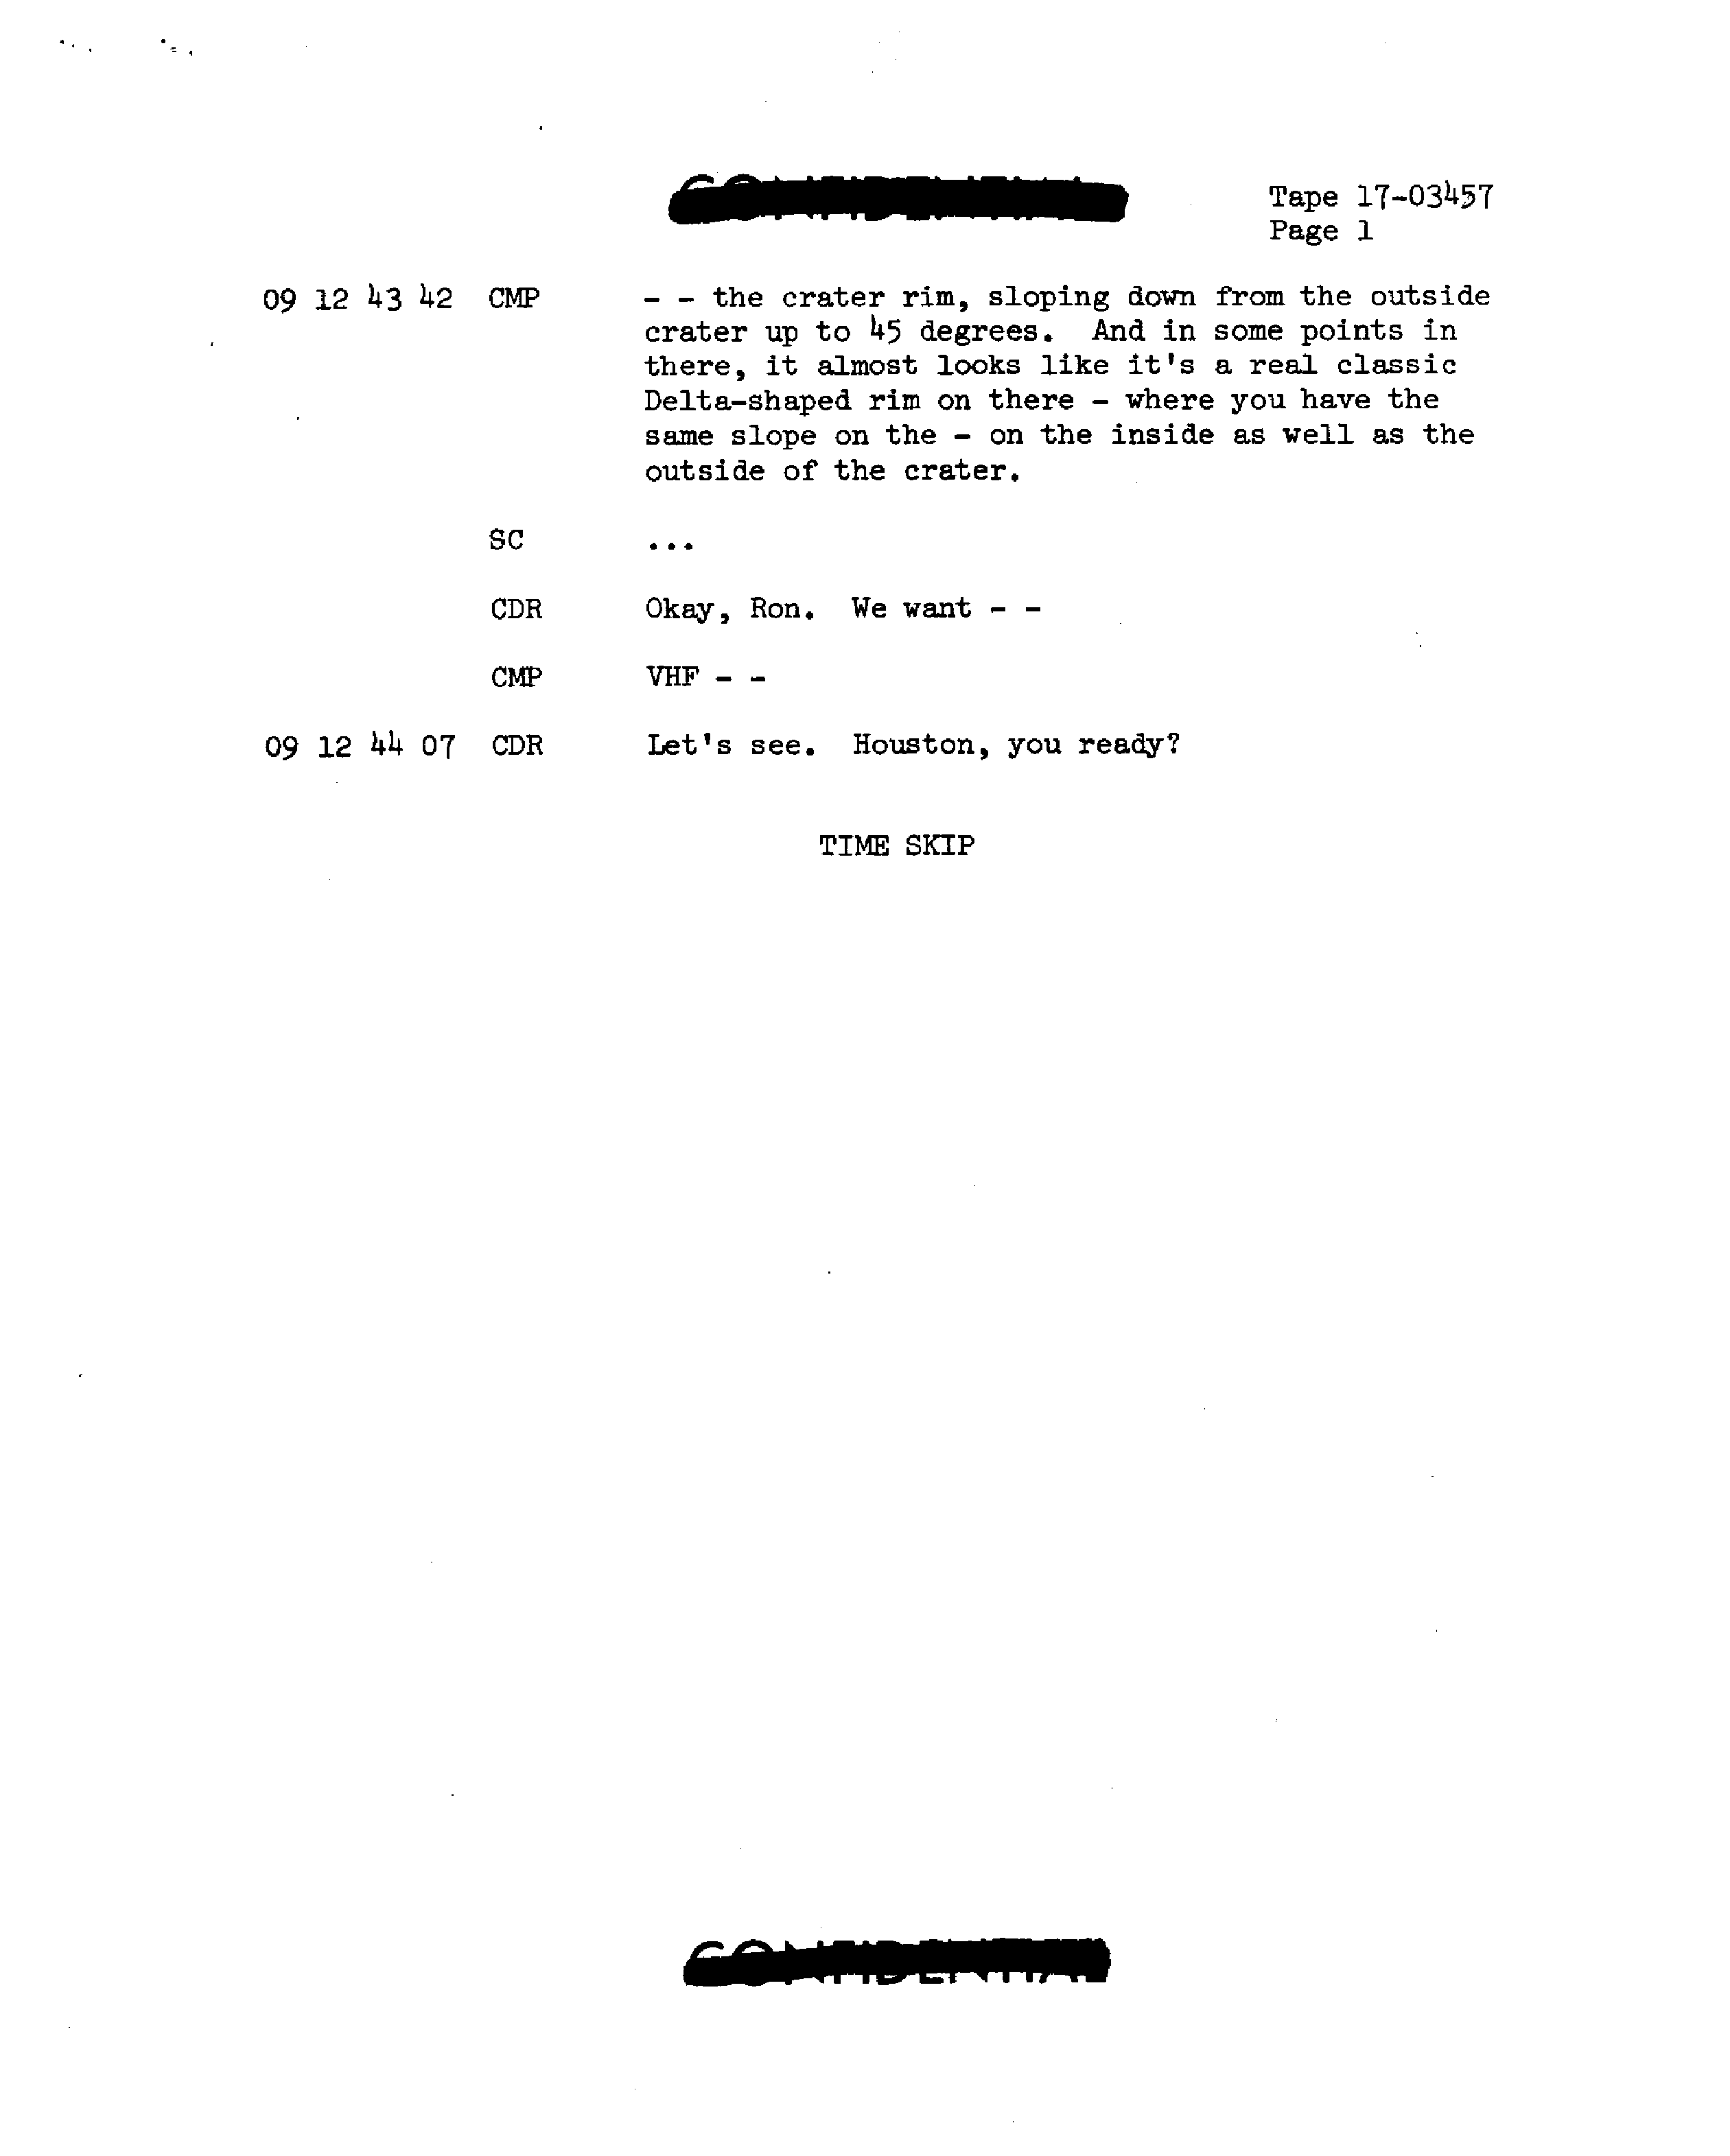 CONFIDENTIAL
Tape 17-03457
Page 1
09 12 43 42 CMP - - the crater rim, sloping down from the outside
crater up to 45 degrees. And in some points in
there, it almost looks like it's a real classic
Delta-shaped rim on there - where you have the
same slope on the - on the inside as well as the
outside of the crater.
SC ...
CDR Okay, Ron. We want - -
CMP VHF - -
09 12 44 07 CDR Let's see. Houston, you ready?
TIME SKIP
CONFIDENTIAL